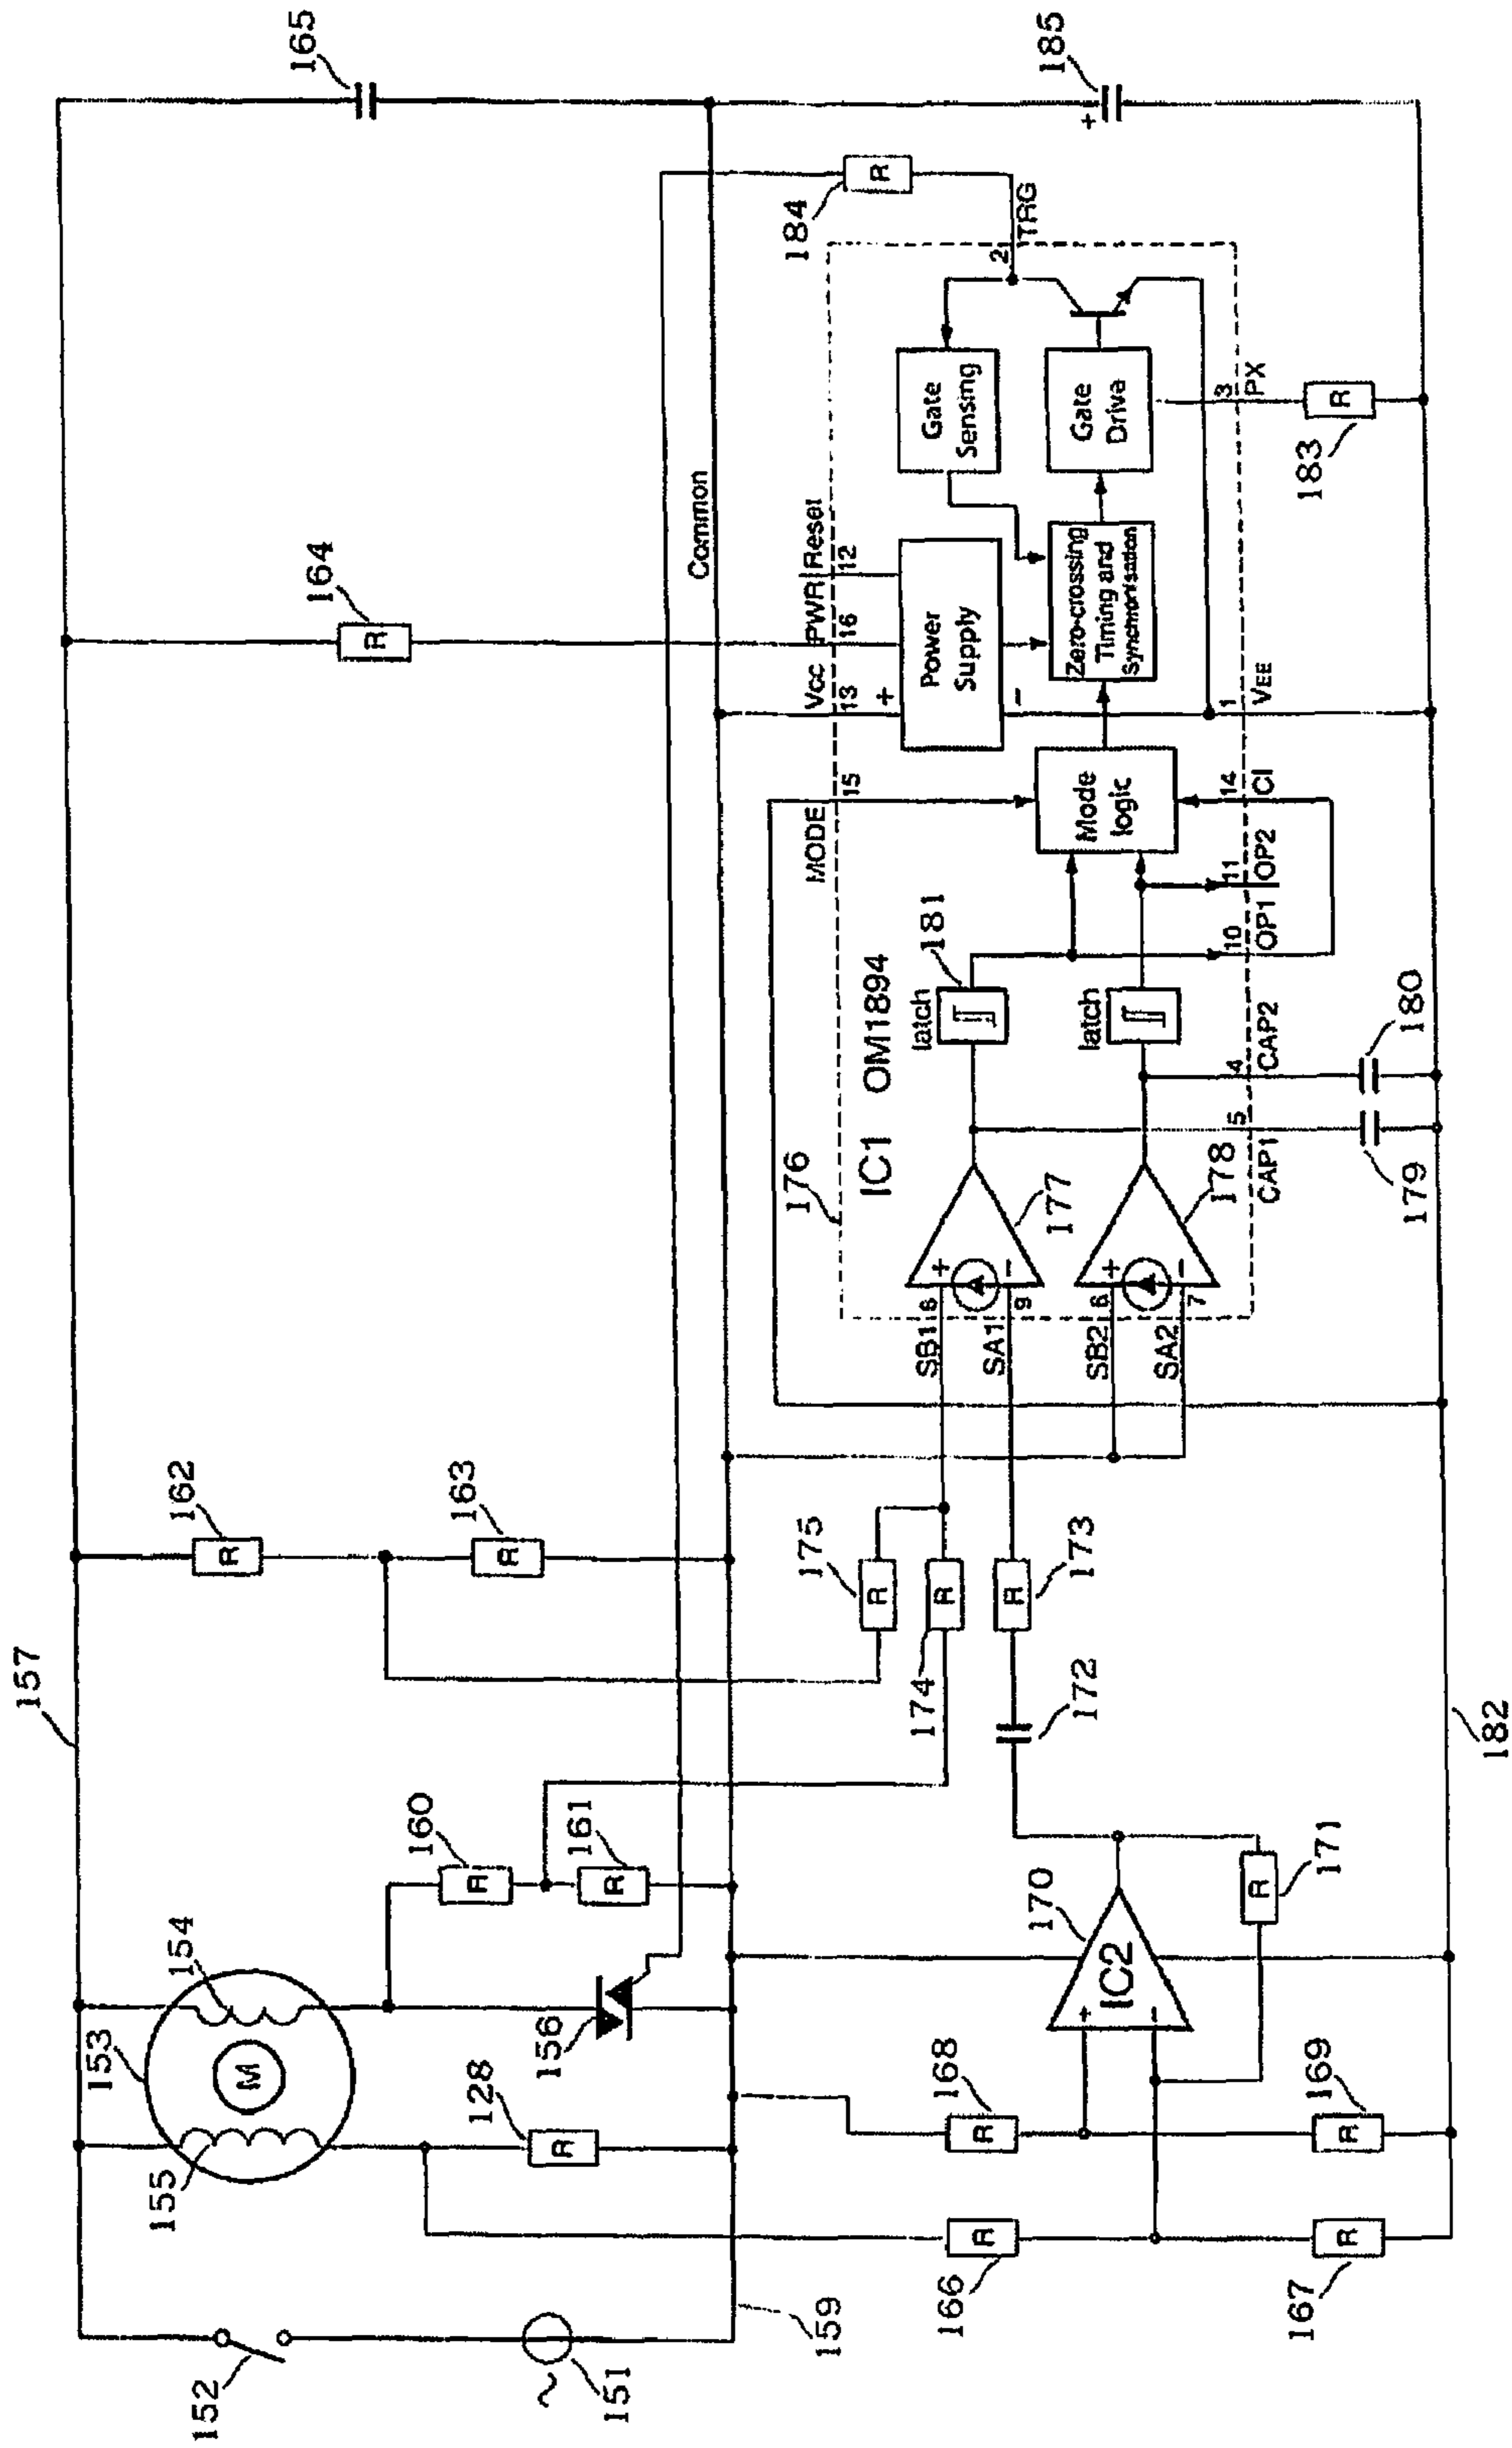 165
185
164
184
R
2
TRG
Gate
Sensing
Gate
Drive
3
PX
R
183
R
Common
PWR
Reset
16
12
Vcc
13
+
Power
Supply
−
Zero-crossing
Timing and
Synchronisation
1
VEE
MODE
15
Mode
logic
14
CI
11
OP2
10
OP1
181
latch
latch
IC1 OM1894
4
CAP2
180
5
CAP1
179
176
177
178
+
−
+
−
SB1
8
SA1
9
SB2
6
SA2
7
162
R
163
R
175
R
174
R
173
R
172
157
182
160
R
161
R
154
153
M
155
156
128
R
170
IC2
+
−
171
R
168
R
169
R
166
R
167
R
159
152
151
~
+